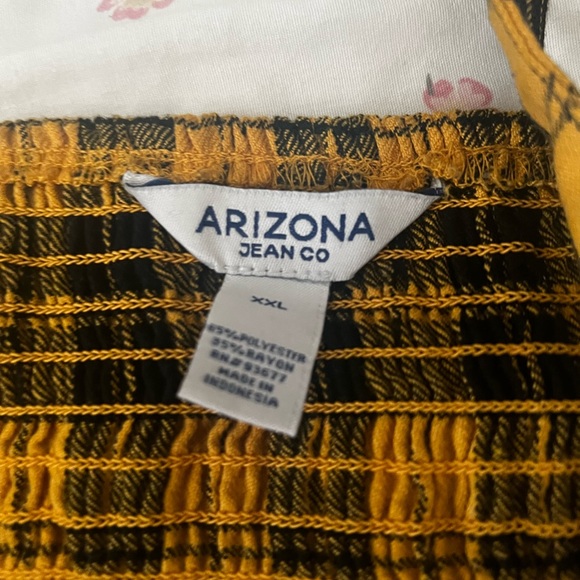 ARIZONA
JEAN CO
XXL
65% POLYESTER
35% RAYON
RN# 93677
MADE IN
INDONESIA